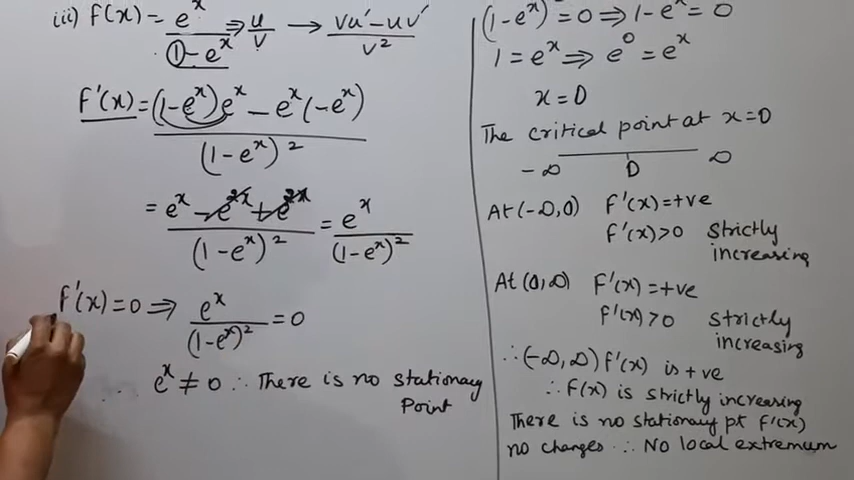 iii) f(x) = e^x / (1 - e^x) ⇒ u/v → (vu' - uv') / v²
f'(x) = ((1-e^x)e^x - e^x(-e^x)) / (1-e^x)²
= (e^x - e^2x + e^2x) / (1-e^x)² = e^x / (1-e^x)²
f'(x) = 0 ⇒ e^x / (1-e^x)² = 0
e^x ≠ 0 ∴ There is no stationary
Point
(1-e^x)² = 0 ⇒ 1-e^x = 0
1 = e^x ⇒ e^0 = e^x
x = 0
The critical point at x = 0
-∞ 0 ∞
At (-∞,0) f'(x) = +ve
f'(x) > 0 strictly
increasing
At (0,∞) f'(x) = +ve
f'(x) > 0 strictly
increasing
∴ (-∞,∞) f'(x) is +ve
∴ f(x) is strictly increasing
There is no stationary pt f'(x)
no changes ∴ No local extremum